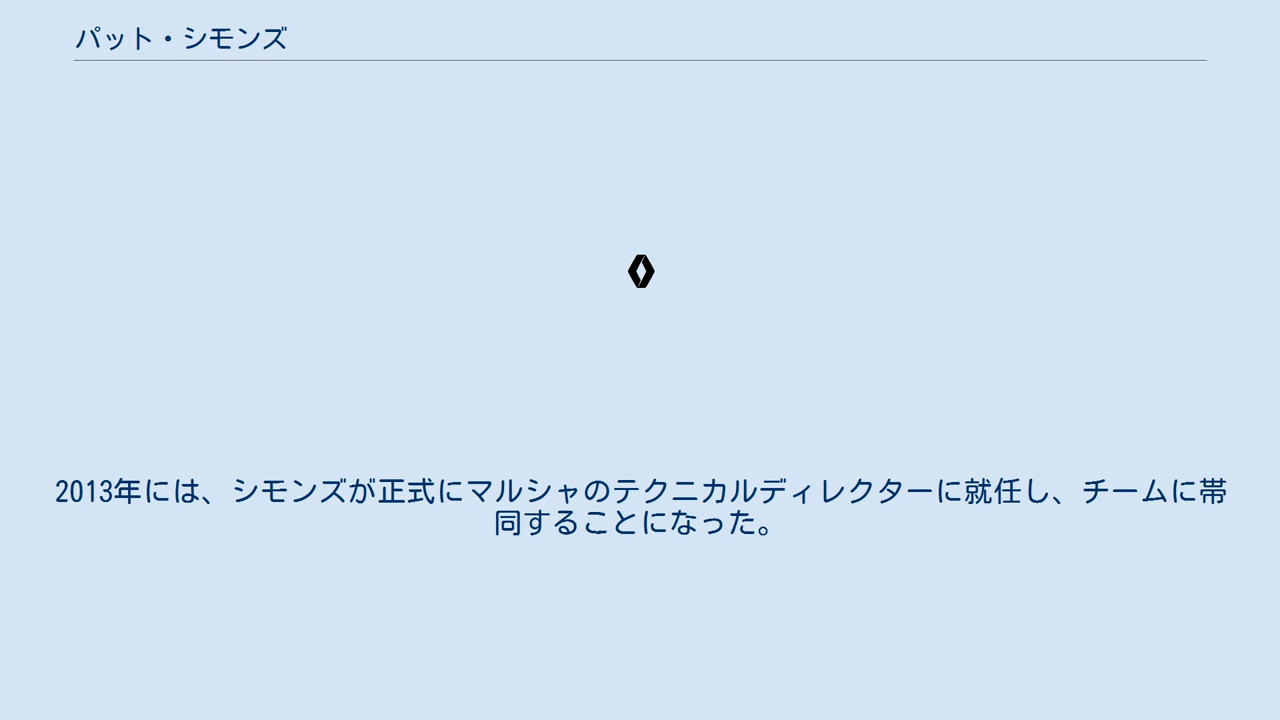 パット・シモンズ
2013年には、シモンズが正式にマルシャのテクニカルディレクターに就任し、チームに帯
同することになった。